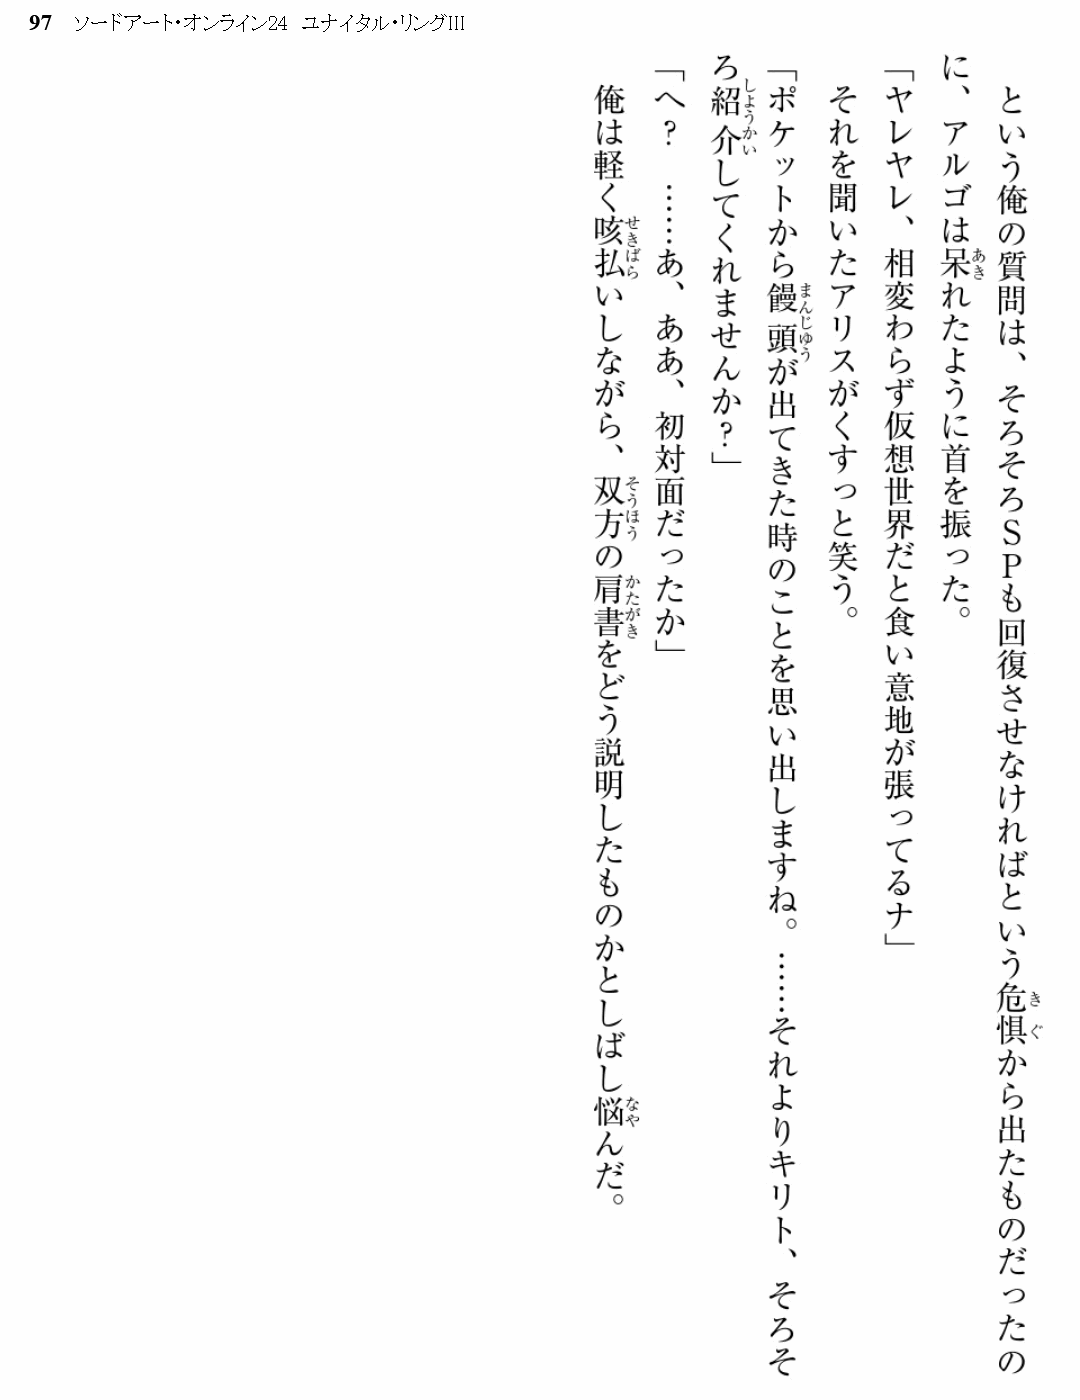 97 ソードアート・オンライン24 ユナイタル・リングIII
という俺の質問は、そろそろSPも回復させなければという危惧から出たものだったの
に、アルゴは呆れたように首を振った。
「ヤレヤレ、相変わらず仮想世界だと食い意地が張ってるナ」
それを聞いたアリスがくすっと笑う。
「ポケットから饅頭が出てきた時のことを思い出しますね。……それよりキリト、そろそ
ろ紹介してくれませんか？」
「へ？　……あ、ああ、初対面だったか」
俺は軽く咳払いしながら、双方の肩書をどう説明したものかとしばし悩んだ。